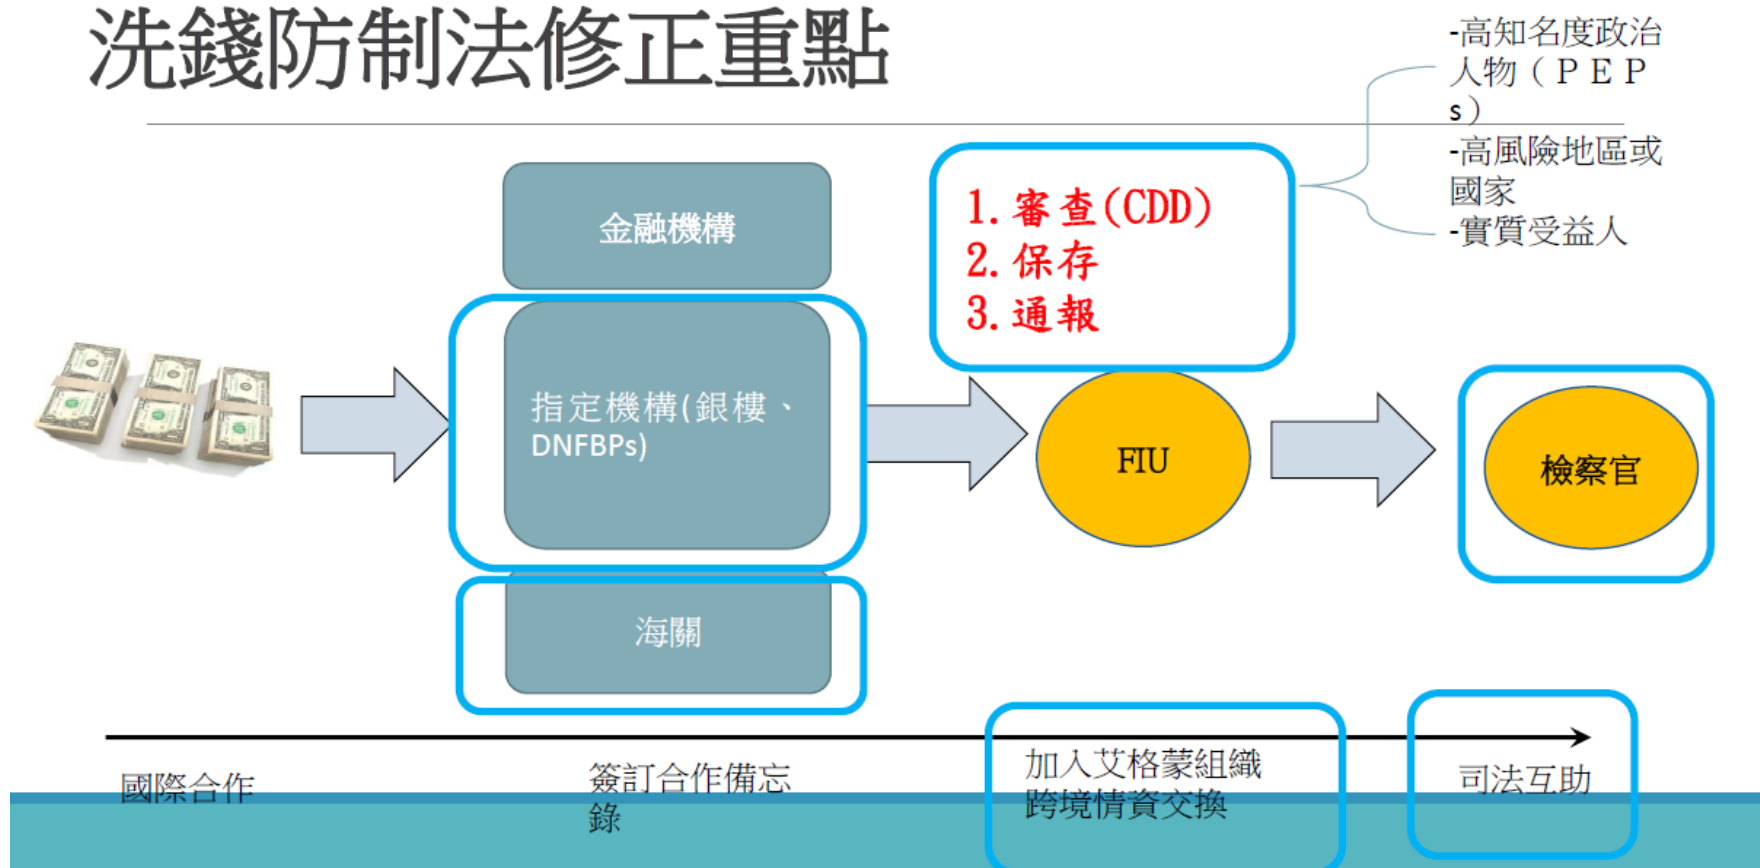 洗錢防制法修正重點
-高知名度政治
人物（ＰＥＰ
s）
-高風險地區或
國家
-實質受益人
金融機構
1.審查(CDD)
2.保存
3.通報
指定機構(銀樓、
DNFBPs)
FIU
檢察官
海關
國際合作
簽訂合作備忘
錄
加入艾格蒙組織
跨境情資交換
司法互助